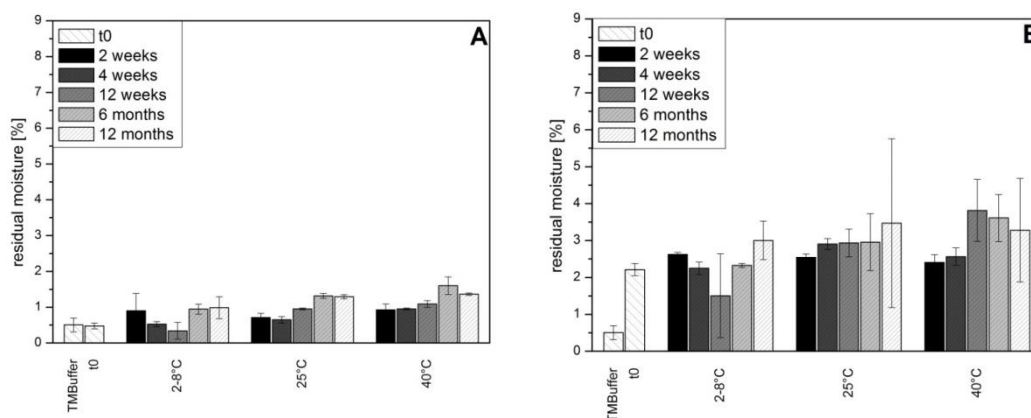 A
t0
2 weeks
4 weeks
12 weeks
6 months
12 months
residual moisture [%]
9
8
7
6
5
4
3
2
1
0
TMBuffer
t0
2-8°C
25°C
40°C
B
t0
2 weeks
4 weeks
12 weeks
6 months
12 months
residual moisture [%]
9
8
7
6
5
4
3
2
1
0
TMBuffer
t0
2-8°C
25°C
40°C